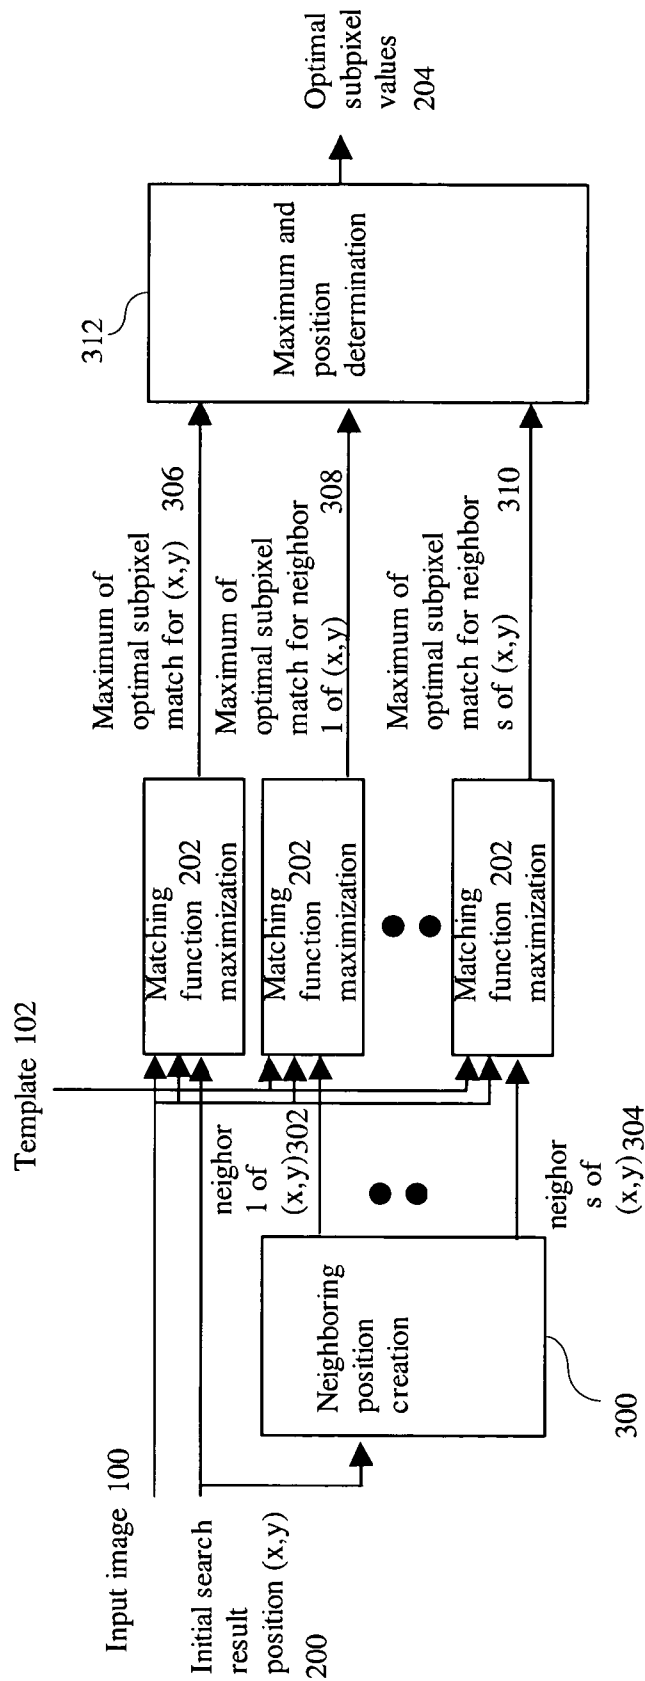 Template 102
Input image 100
Initial search
result
position (x,y)
200
Neighboring
position
creation
300
neighor
1 of
(x,y)302
neighor
s of
(x,y)304
Matching
function 202
maximization
Matching
function 202
maximization
Matching
function 202
maximization
Maximum of
optimal subpixel
match for (x,y) 306
Maximum of
optimal subpixel
match for neighbor
1 of (x,y) 308
Maximum of
optimal subpixel
match for neighbor
s of (x,y) 310
312
Maximum and
position
determination
Optimal
subpixel
values
204